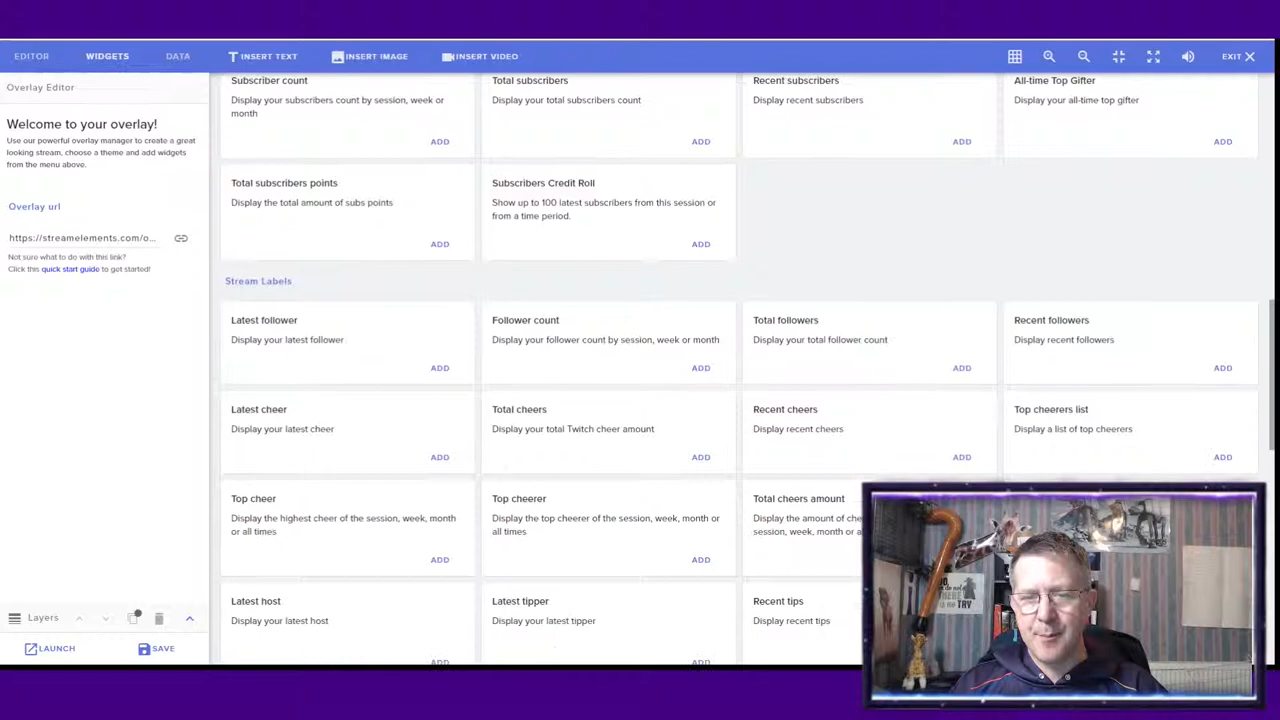 EDITOR WIDGETS DATA INSERT TEXT INSERT IMAGE INSERT VIDEO EXIT
Overlay Editor
Welcome to your overlay!
Use our powerful overlay manager to create a great
looking stream, choose a theme and add widgets
from the menu above.
Overlay url
https://streamelements.com/o...
Not sure what to do with this link?
Click this quick start guide to get started!
Layers
LAUNCH SAVE
Subscriber count
Display your subscribers count by session, week or
month
ADD
Total subscribers
Display your total subscribers count
ADD
Recent subscribers
Display recent subscribers
ADD
All-time Top Gifter
Display your all-time top gifter
ADD
Total subscribers points
Display the total amount of subs points
ADD
Subscribers Credit Roll
Show up to 100 latest subscribers from this session or
from a time period.
ADD
Stream Labels
Latest follower
Display your latest follower
ADD
Follower count
Display your follower count by session, week or month
ADD
Total followers
Display your total follower count
ADD
Recent followers
Display recent followers
ADD
Latest cheer
Display your latest cheer
ADD
Total cheers
Display your total Twitch cheer amount
ADD
Recent cheers
Display recent cheers
ADD
Top cheerers list
Display a list of top cheerers
ADD
Top cheer
Display the highest cheer of the session, week, month
or all times
ADD
Top cheerer
Display the top cheerer of the session, week, month or
all times
ADD
Total cheers amount
Display the amount of che
session, week, month or a
Latest host
Display your latest host
ADD
Latest tipper
Display your latest tipper
ADD
Recent tips
Display recent tips
TRY